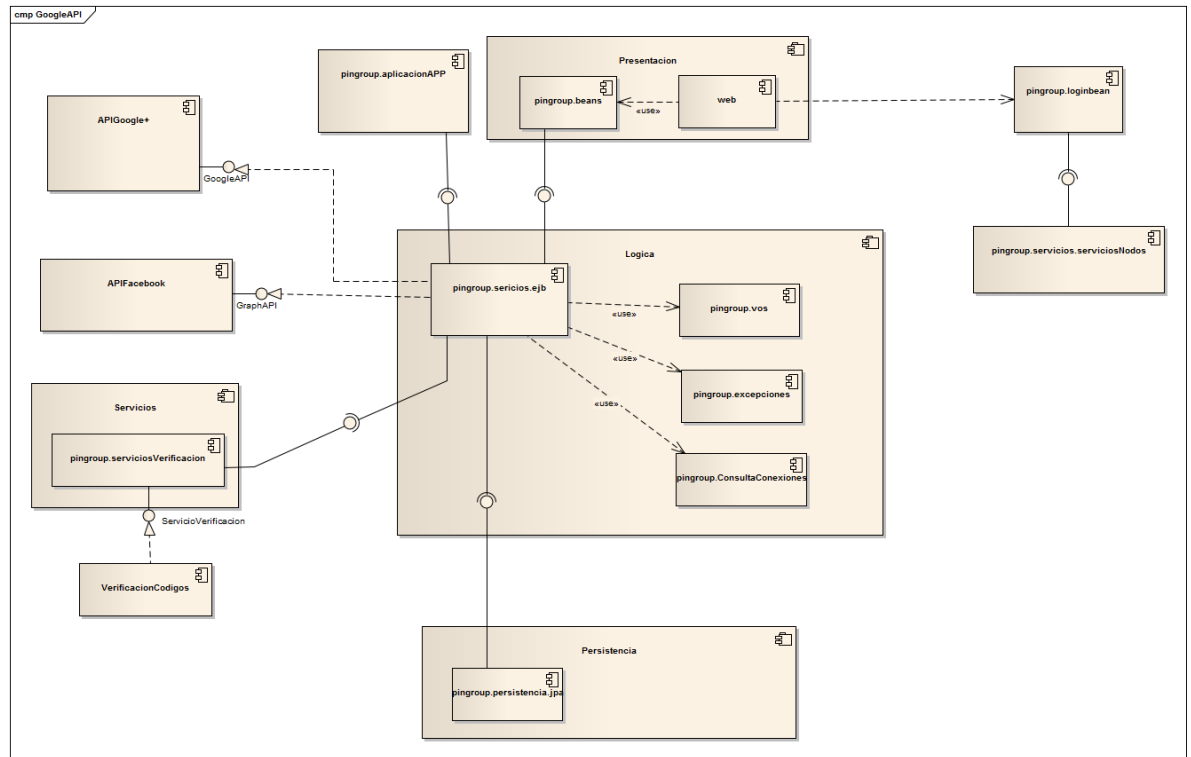 cmp GoogleAPI
pingroup.aplicacionAPP
Presentacion
pingroup.beans
web
«use»
pingroup.loginbean
APIGoogle+
GoogleAPI
pingroup.servicios.serviciosNodos
Logica
APIFacebook
GraphAPI
pingroup.sericios.ejb
pingroup.vos
«use»
«use»
pingroup.excepciones
«use»
Servicios
pingroup.serviciosVerificacion
pingroup.ConsultaConexiones
ServicioVerificacion
VerificacionCodigos
Persistencia
pingroup.persistencia.jpa